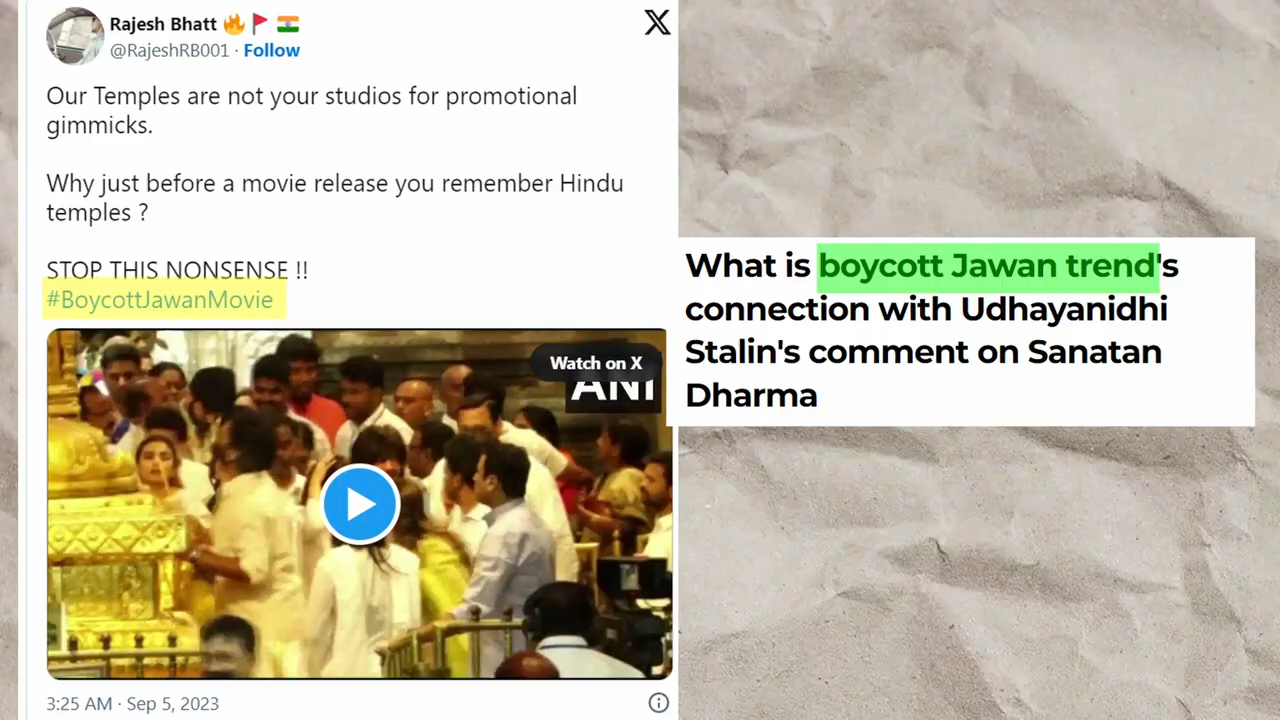 Rajesh Bhatt
@RajeshRB001 · Follow
Our Temples are not your studios for promotional
gimmicks.
Why just before a movie release you remember Hindu
temples ?
STOP THIS NONSENSE !!
#BoycottJawanMovie
Watch on X
ANI
3:25 AM · Sep 5, 2023
What is boycott Jawan trend's
connection with Udhayanidhi
Stalin's comment on Sanatan
Dharma